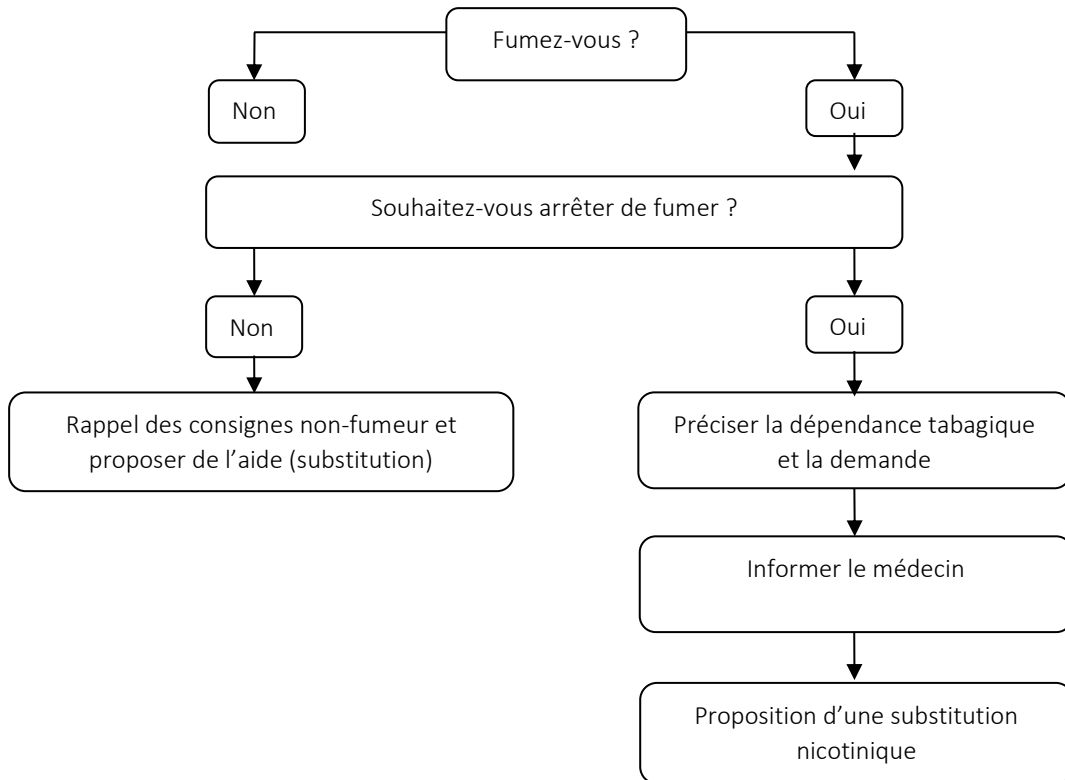 Fumez-vous ?
Non
Oui
Souhaitez-vous arrêter de fumer ?
Non
Oui
Rappel des consignes non-fumeur et
proposer de l’aide (substitution)
Préciser la dépendance tabagique
et la demande
Informer le médecin
Proposition d’une substitution
nicotinique